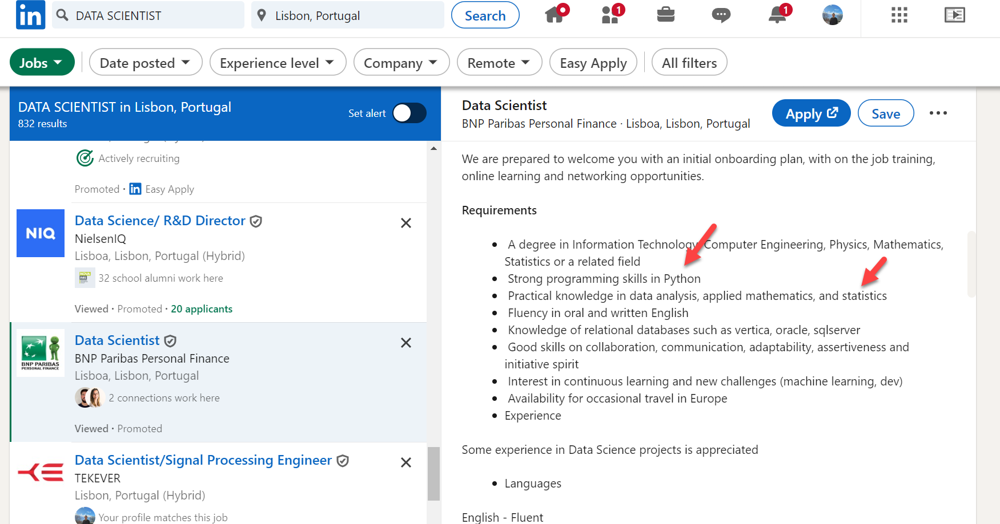 in DATA SCIENTIST Lisbon, Portugal Search 1 1
Jobs Date posted Experience level Company Remote Easy Apply All filters
DATA SCIENTIST in Lisbon, Portugal
832 results
Set alert
Actively recruiting
Promoted · in Easy Apply
NIQ
Data Science/ R&D Director
NielsenIQ
Lisboa, Lisbon, Portugal (Hybrid)
NOVA
IMS
32 school alumni work here
Viewed · Promoted · 20 applicants
BNP PARIBAS
PERSONAL FINANCE
Data Scientist
BNP Paribas Personal Finance
Lisboa, Lisbon, Portugal
2 connections work here
Viewed · Promoted
Data Scientist/Signal Processing Engineer
TEKEVER
Lisbon, Portugal (Hybrid)
Your profile matches this job
Data Scientist
BNP Paribas Personal Finance · Lisboa, Lisbon, Portugal
Apply Save
We are prepared to welcome you with an initial onboarding plan, with on the job training,
online learning and networking opportunities.
Requirements
• A degree in Information Technology, Computer Engineering, Physics, Mathematics,
Statistics or a related field
• Strong programming skills in Python
• Practical knowledge in data analysis, applied mathematics, and statistics
• Fluency in oral and written English
• Knowledge of relational databases such as vertica, oracle, sqlserver
• Good skills on collaboration, communication, adaptability, assertiveness and
initiative spirit
• Interest in continuous learning and new challenges (machine learning, dev)
• Availability for occasional travel in Europe
• Experience
Some experience in Data Science projects is appreciated
• Languages
English - Fluent